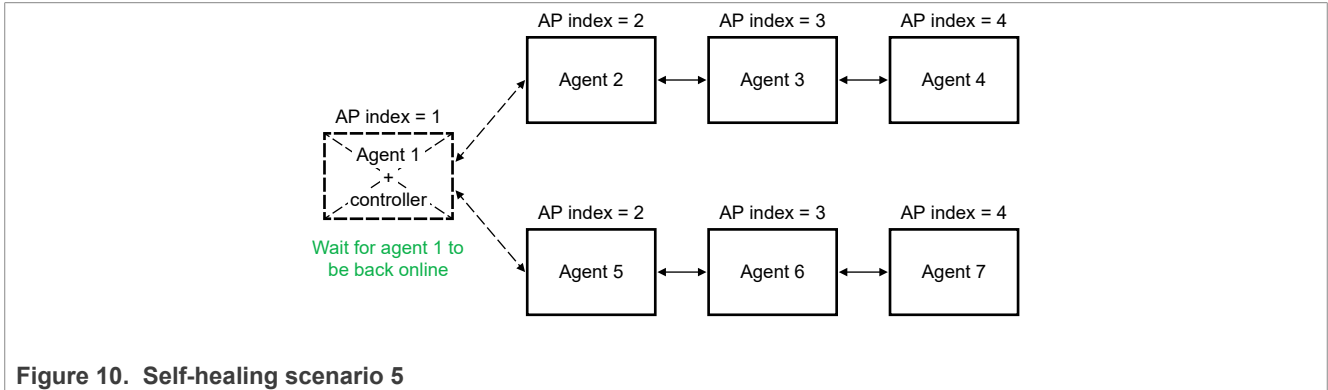 AP index = 2
AP index = 3
AP index = 4
Agent 2
Agent 3
Agent 4
AP index = 1
Agent 1
+
controller
Wait for agent 1 to
be back online
AP index = 2
AP index = 3
AP index = 4
Agent 5
Agent 6
Agent 7
Figure 10. Self-healing scenario 5